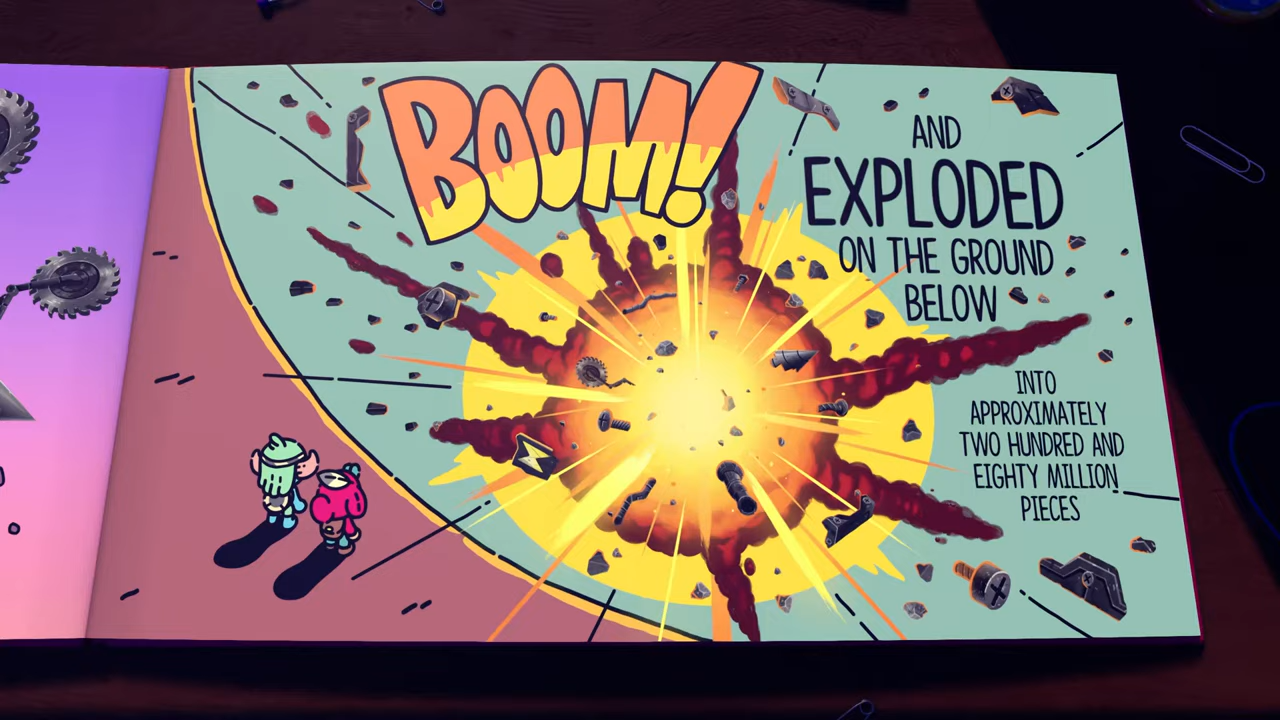 BOOM!
AND
EXPLODED
ON THE GROUND
BELOW
INTO
APPROXIMATELY
TWO HUNDRED AND
EIGHTY MILLION
PIECES